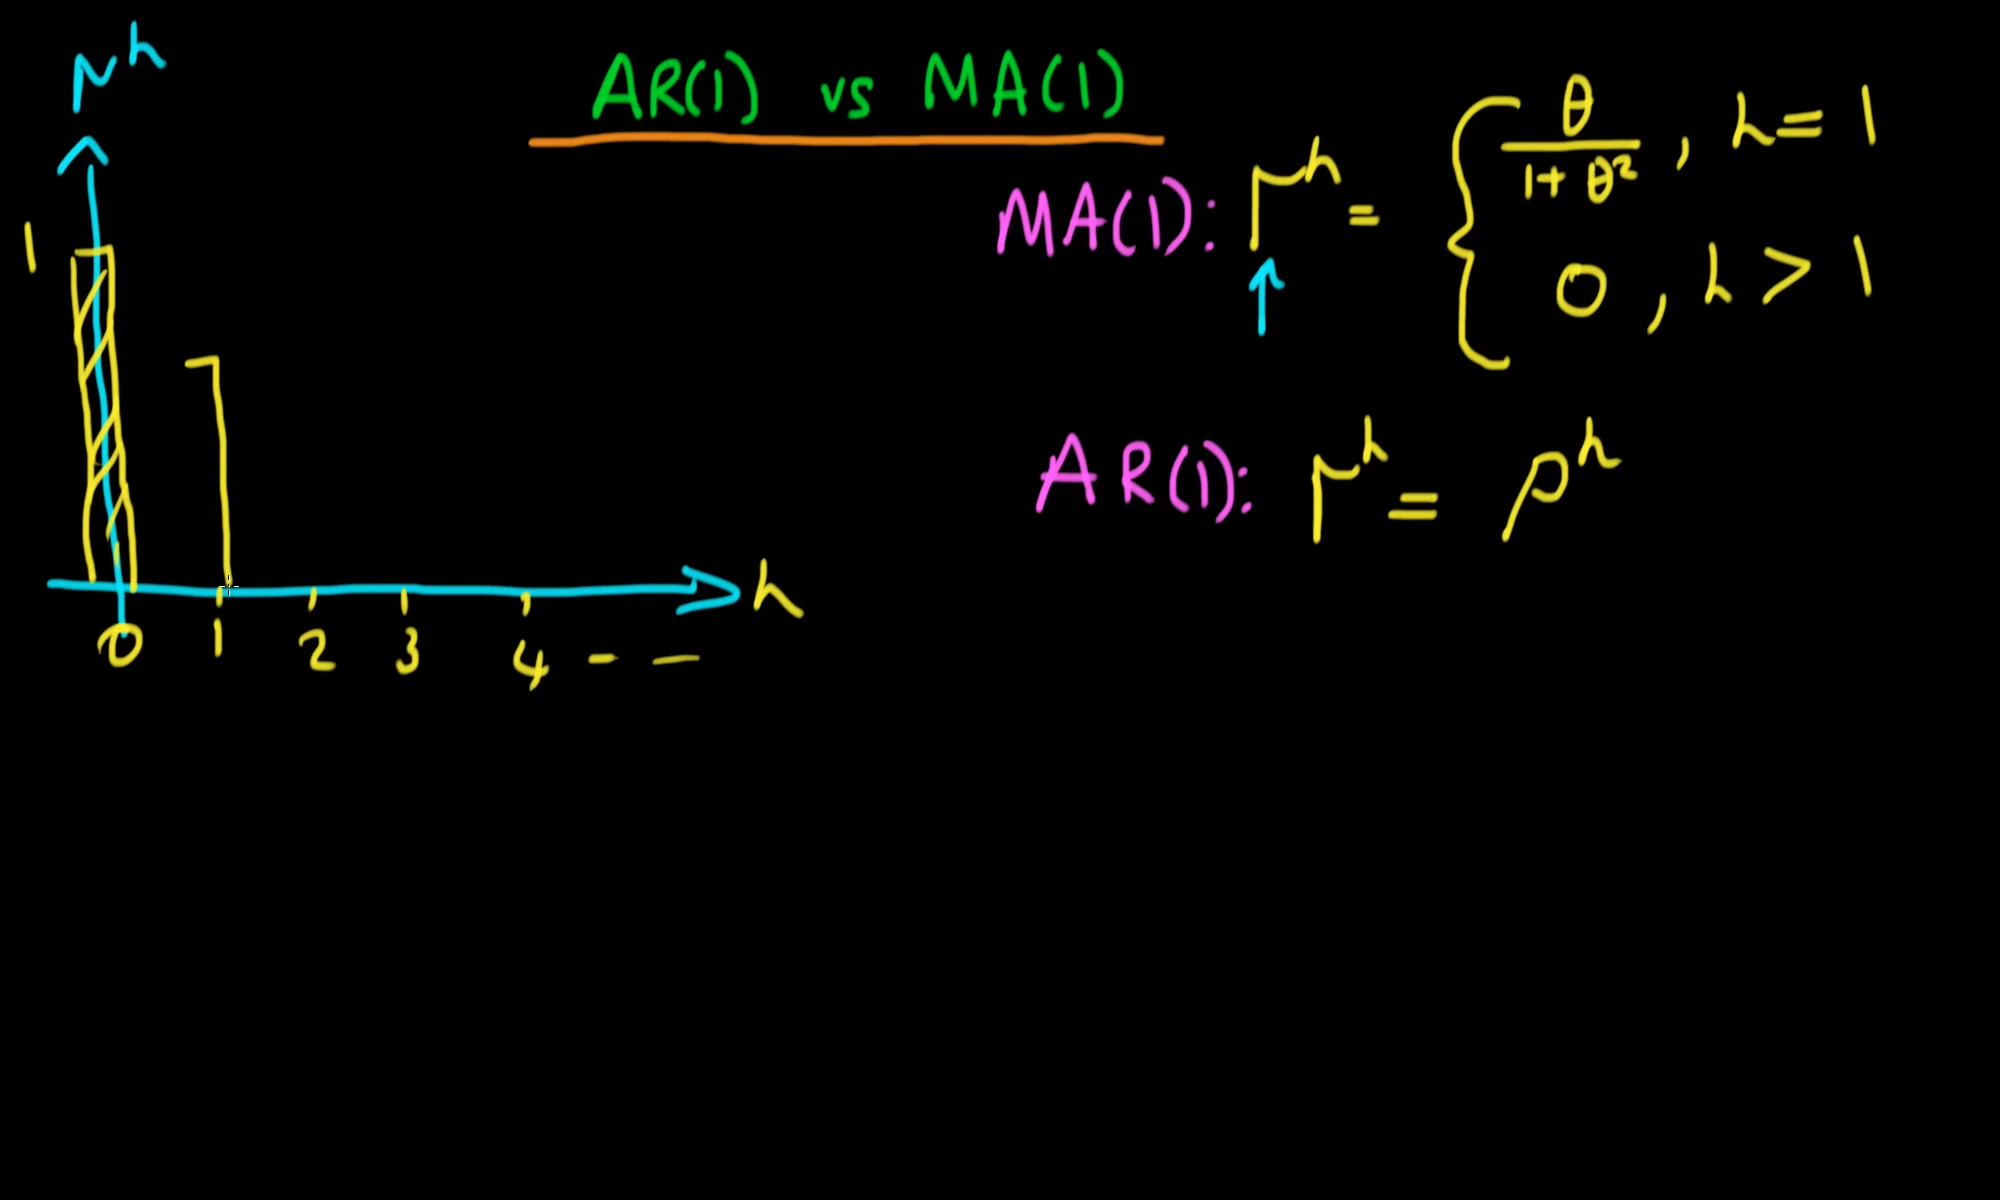 AR(1) vs MA(1)
r^h
1
0 1 2 3 4 - -
h
MA(1): r^h = { θ/(1+θ²), h = 1
0, h > 1
AR(1): r^h = ρ^h